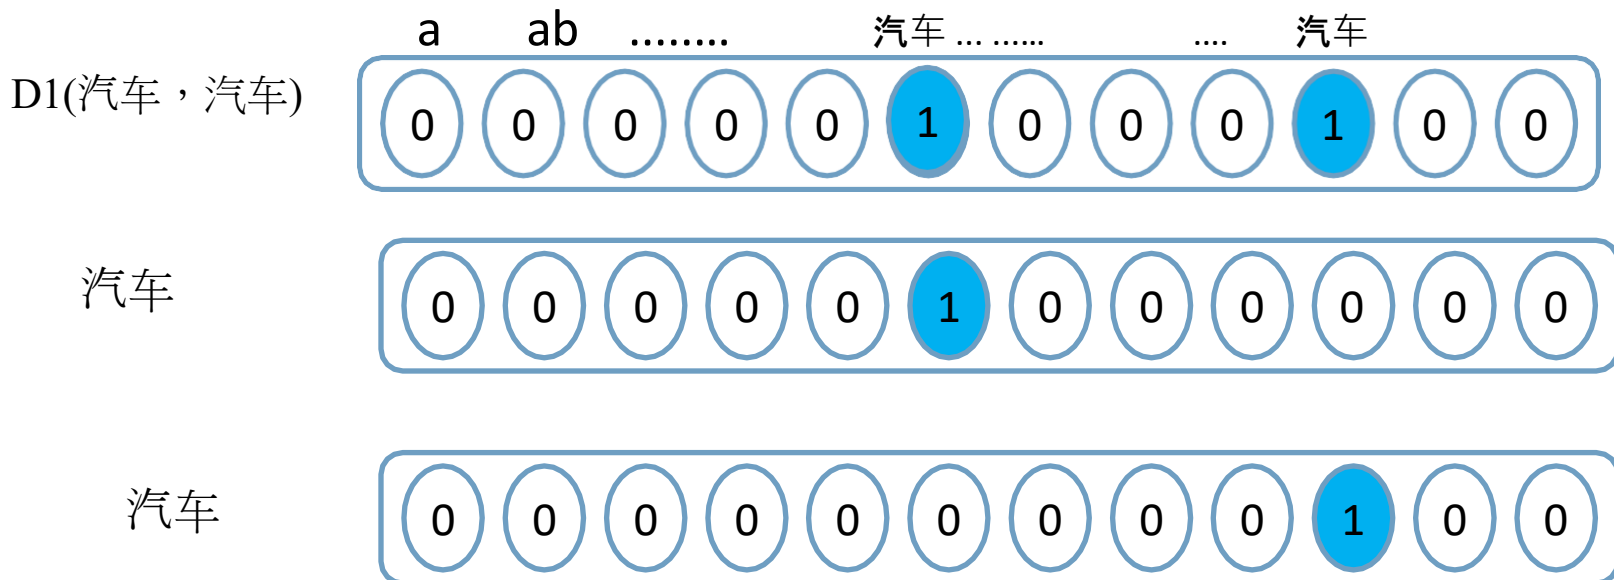 a ab ........ 汽车 ... ...... .... 汽车
D1(汽车，汽车) 0 0 0 0 0 1 0 0 0 1 0 0
汽车 0 0 0 0 0 1 0 0 0 0 0 0
汽车 0 0 0 0 0 0 0 0 0 1 0 0